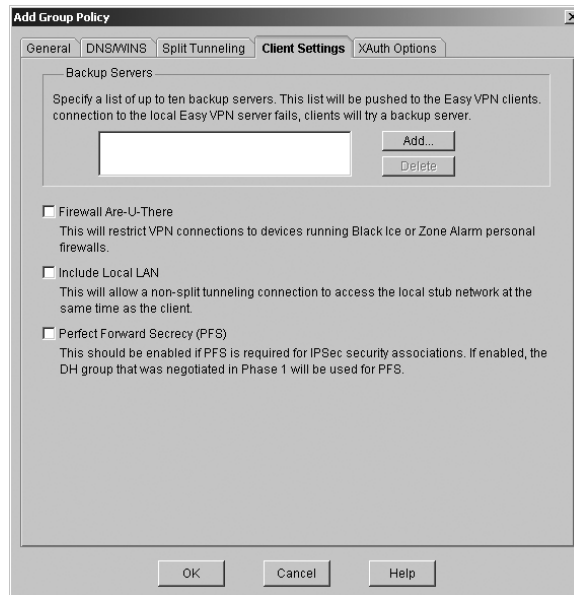 Add Group Policy
General DNS/WINS Split Tunneling Client Settings XAuth Options
Backup Servers
Specify a list of up to ten backup servers. This list will be pushed to the Easy VPN clients.
connection to the local Easy VPN server fails, clients will try a backup server.
Add...
Delete
Firewall Are-U-There
This will restrict VPN connections to devices running Black Ice or Zone Alarm personal
firewalls.
Include Local LAN
This will allow a non-split tunneling connection to access the local stub network at the
same time as the client.
Perfect Forward Secrecy (PFS)
This should be enabled if PFS is required for IPSec security associations. If enabled, the
DH group that was negotiated in Phase 1 will be used for PFS.
OK Cancel Help